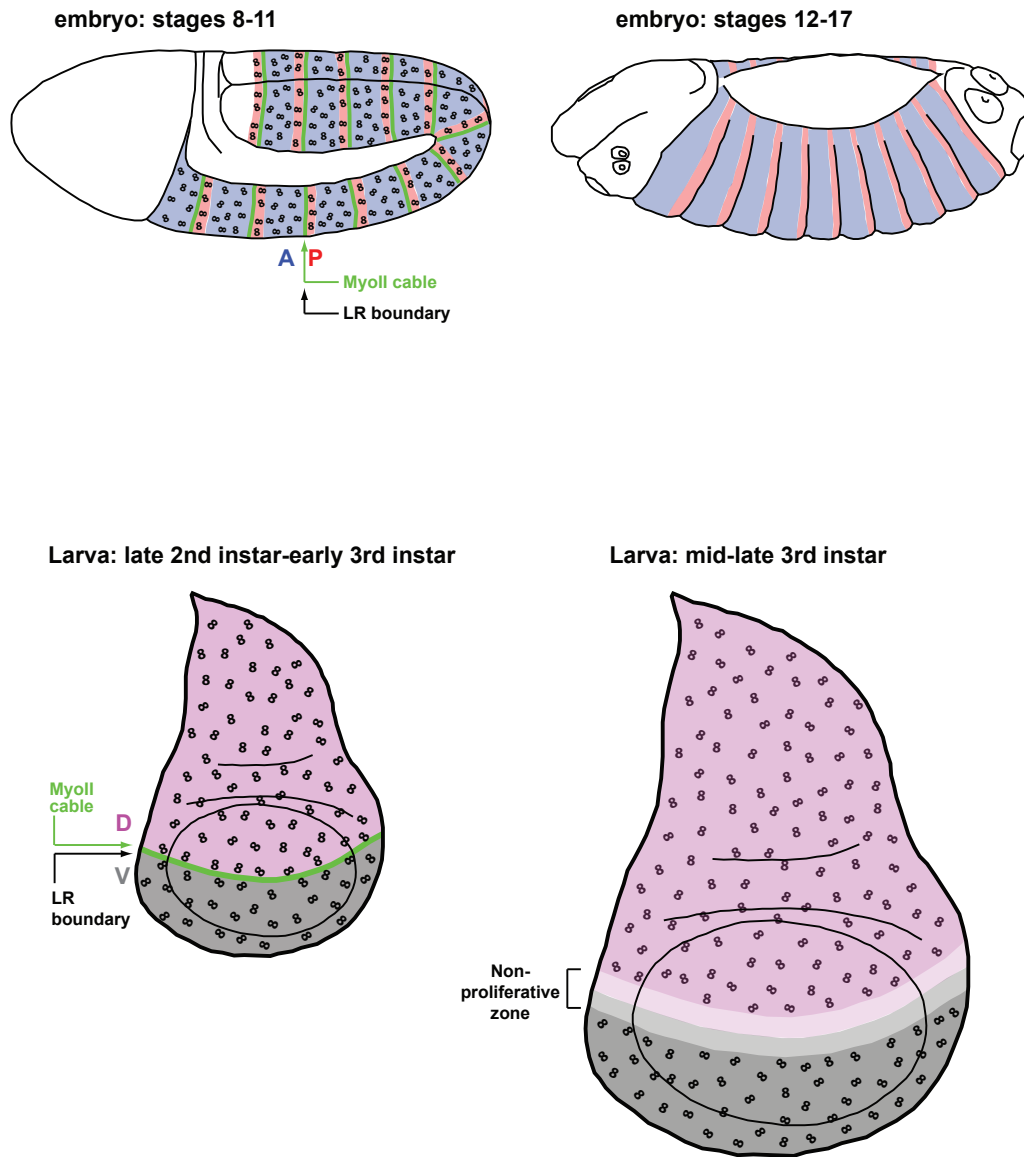 embryo: stages 8-11
embryo: stages 12-17
A P
MyoII cable
LR boundary
Larva: late 2nd instar-early 3rd instar
Larva: mid-late 3rd instar
MyoII
cable
D
V
LR
boundary
Non-
proliferative
zone